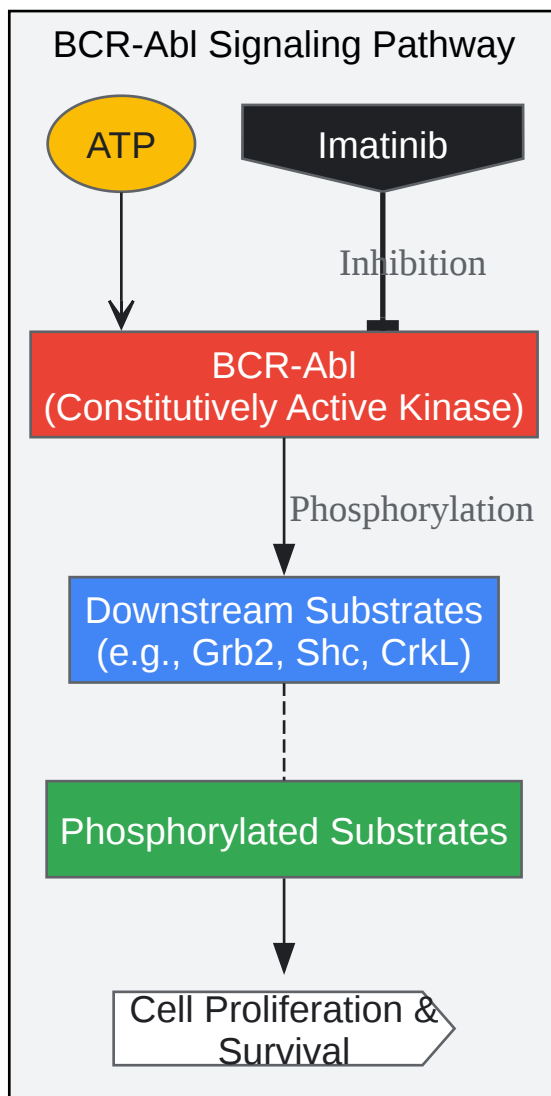 BCR-Abl Signaling Pathway
ATP
Imatinib
Inhibition
BCR-Abl
(Constitutively Active Kinase)
Phosphorylation
Downstream Substrates
(e.g., Grb2, Shc, CrkL)
Phosphorylated Substrates
Cell Proliferation &
Survival